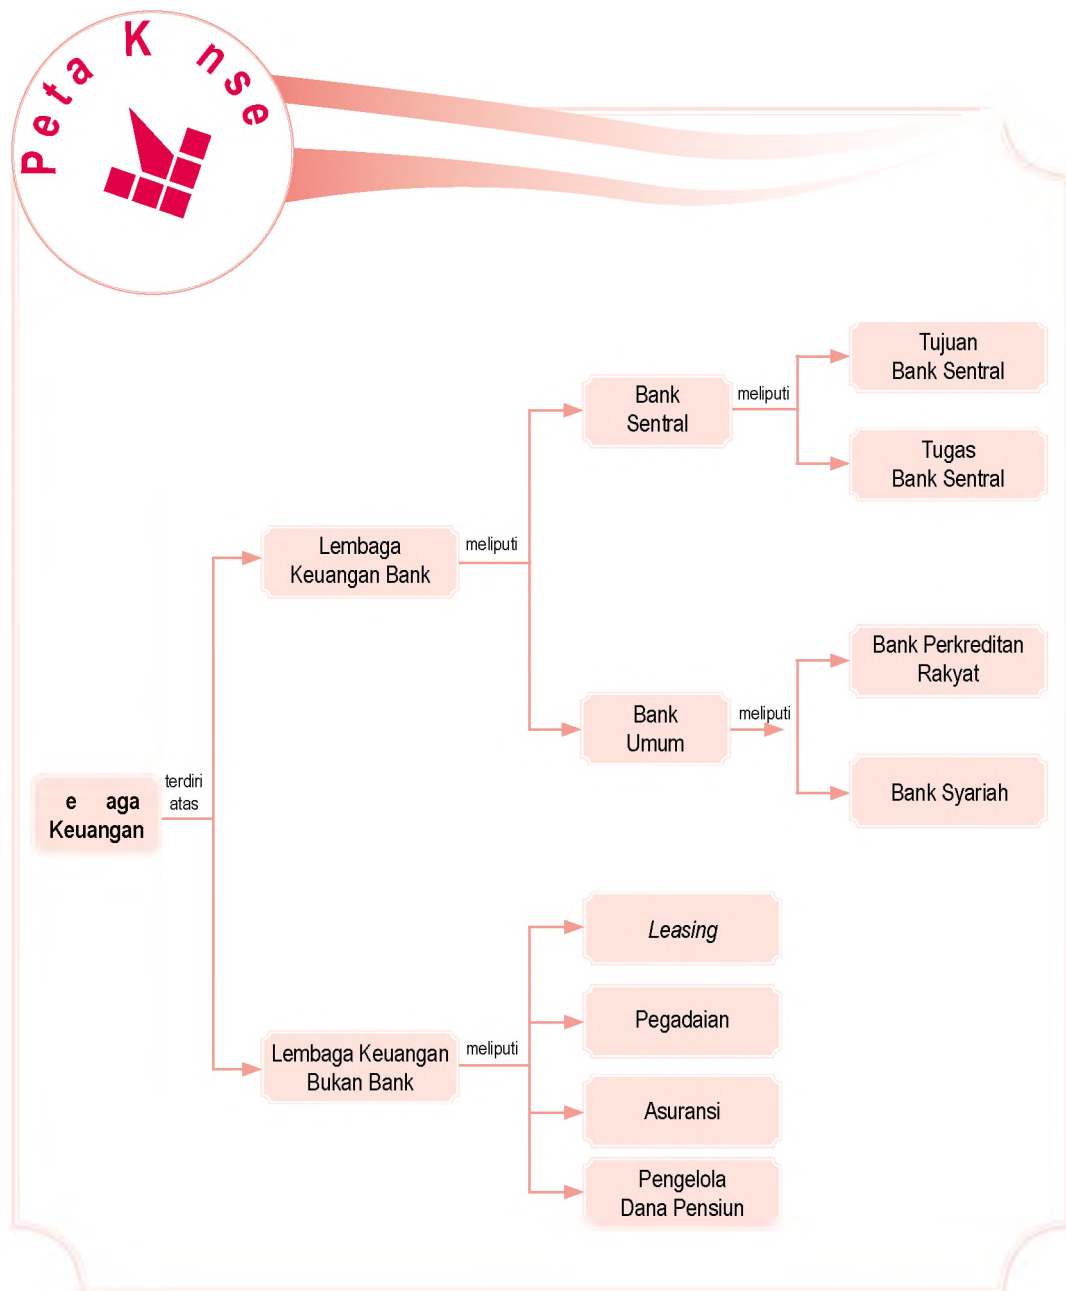 Peta K nse
Tujuan
Bank Sentral
Bank
Sentral
meliputi
Tugas
Bank Sentral
Lembaga
Keuangan Bank
meliputi
Bank Perkreditan
Rakyat
Bank
Umum
meliputi
Bank Syariah
e aga
Keuangan
terdiri
atas
Leasing
Pegadaian
Lembaga Keuangan
Bukan Bank
meliputi
Asuransi
Pengelola
Dana Pensiun